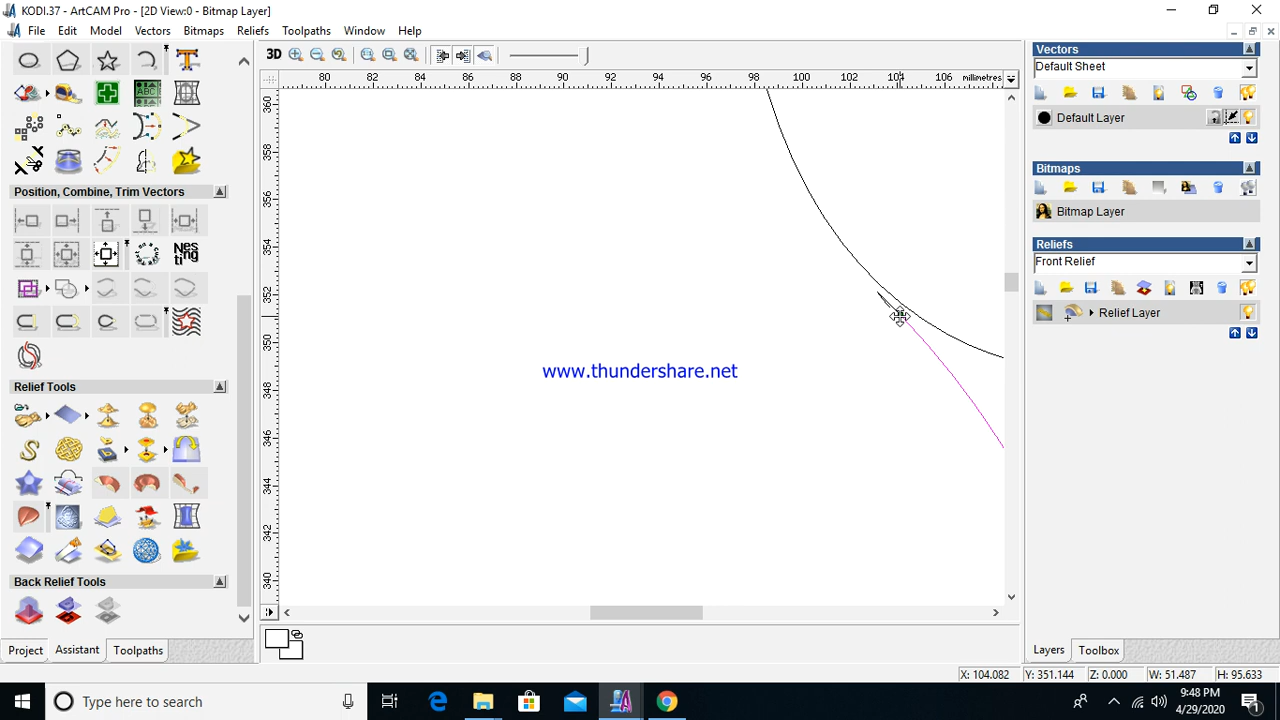 KODI.37 - ArtCAM Pro - [2D View:0 - Bitmap Layer]
File Edit Model Vectors Bitmaps Reliefs Toolpaths Window Help
3D
80 82 84 86 88 90 92 94 96 98 100 102 104 106 millimetres
360
358
356
354
352
350
348
346
344
342
340
ABC
Position, Combine, Trim Vectors
Nes
ting
Relief Tools
Back Relief Tools
Project Assistant Toolpaths
www.thundershare.net
Vectors
Default Sheet
Default Layer
Bitmaps
Bitmap Layer
Reliefs
Front Relief
Relief Layer
Layers Toolbox
X: 104.082 Y: 351.144 Z: 0.000 W: 51.487 H: 95.633
Type here to search
9:48 PM
4/29/2020
1